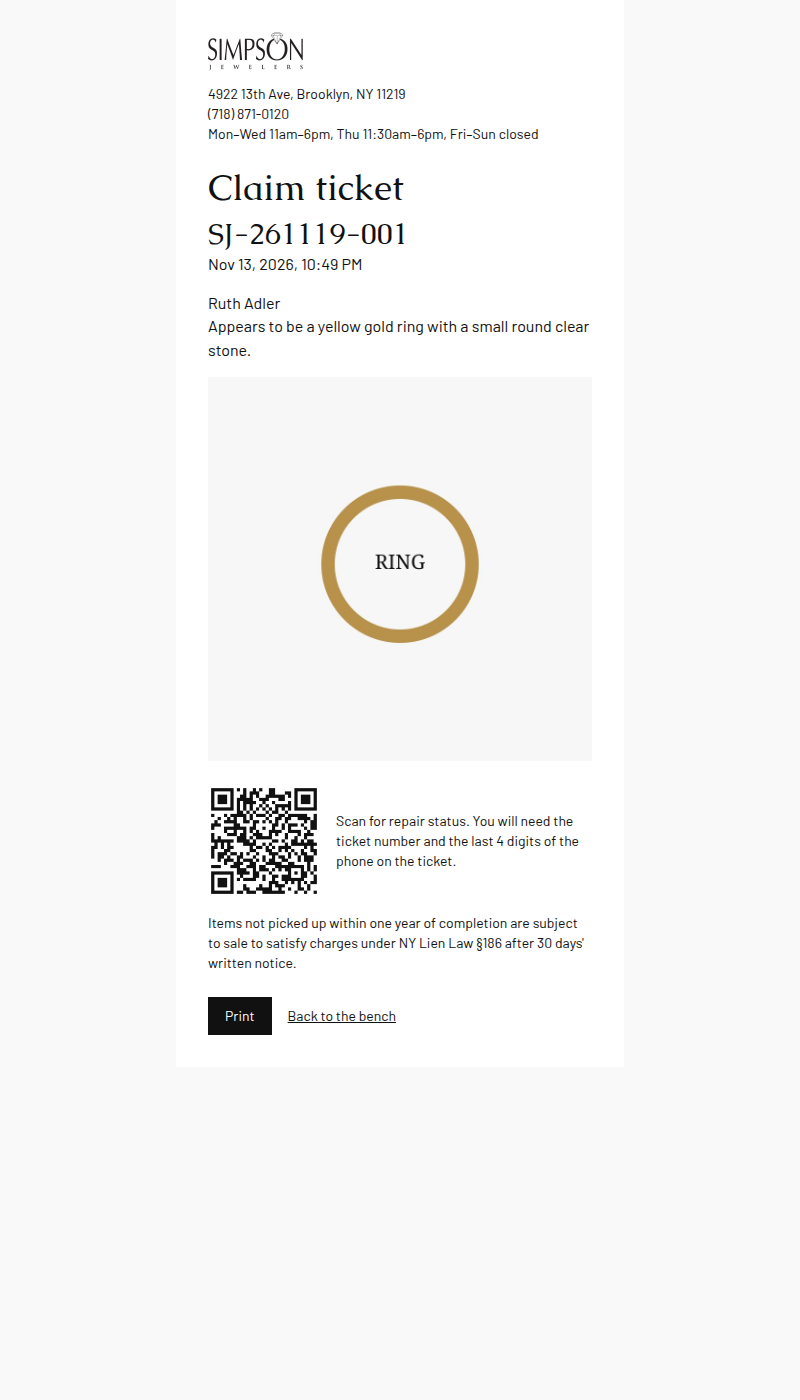 SIMPSON
JEWELERS
4922 13th Ave, Brooklyn, NY 11219
(718) 871-0120
Mon–Wed 11am–6pm, Thu 11:30am–6pm, Fri–Sun closed
Claim ticket
SJ-261119-001
Nov 13, 2026, 10:49 PM
Ruth Adler
Appears to be a yellow gold ring with a small round clear
stone.
RING
Scan for repair status. You will need the
ticket number and the last 4 digits of the
phone on the ticket.
Items not picked up within one year of completion are subject
to sale to satisfy charges under NY Lien Law §186 after 30 days'
written notice.
Print
Back to the bench